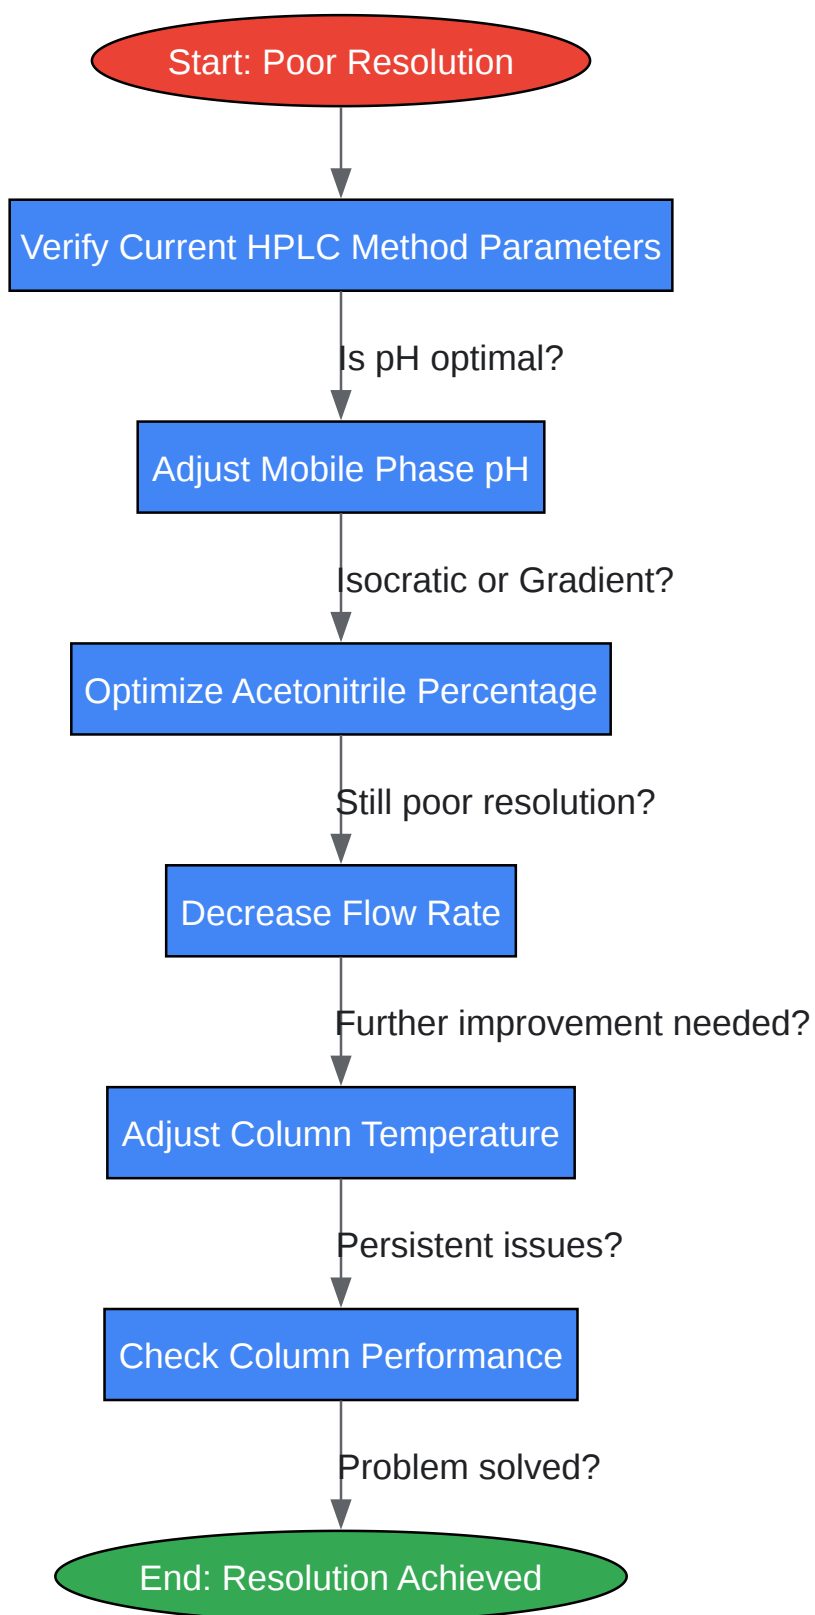 Start: Poor Resolution
Verify Current HPLC Method Parameters
Is pH optimal?
Adjust Mobile Phase pH
Isocratic or Gradient?
Optimize Acetonitrile Percentage
Still poor resolution?
Decrease Flow Rate
Further improvement needed?
Adjust Column Temperature
Persistent issues?
Check Column Performance
Problem solved?
End: Resolution Achieved